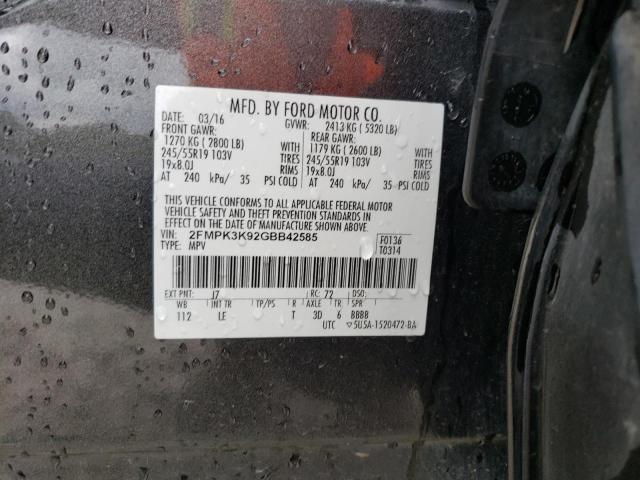 MFD. BY FORD MOTOR CO.
DATE: 03/16 GVWR: 2413 KG ( 5320 LB)
FRONT GAWR: REAR GAWR:
1270 KG ( 2800 LB) WITH 1179 KG ( 2600 LB) WITH
245/55R19 103V TIRES 245/55R19 103V TIRES
19x8.0J RIMS 19x8.0J RIMS
AT 240 kPa/ 35 PSI COLD AT 240 kPa/ 35 PSI COLD
THIS VEHICLE CONFORMS TO ALL APPLICABLE FEDERAL MOTOR
VEHICLE SAFETY AND THEFT PREVENTION STANDARDS IN
EFFECT ON THE DATE OF MANUFACTURE SHOWN ABOVE.
VIN: 2FMPK3K92GBB42585 F0136
TYPE: MPV T0314
EXT PNT: J7 RC: 72 DSO:
WB INT TR TP/PS R AXLE TR SPR
112 LE T 3D 6 BBBB
UTC ▽5U5A-1520472-BA